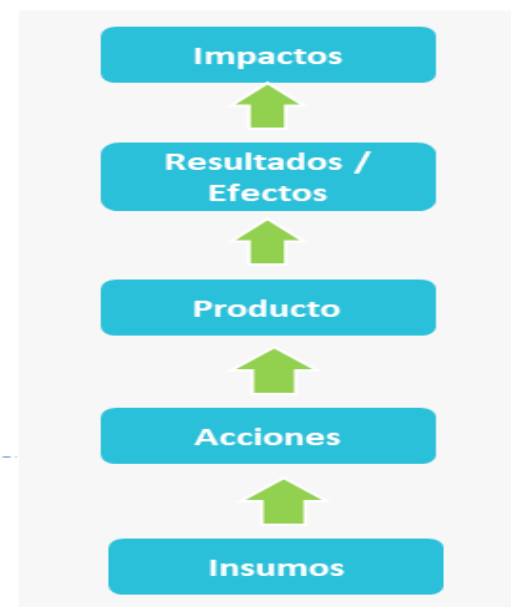 Impactos
Resultados /
Efectos
Producto
Acciones
Insumos